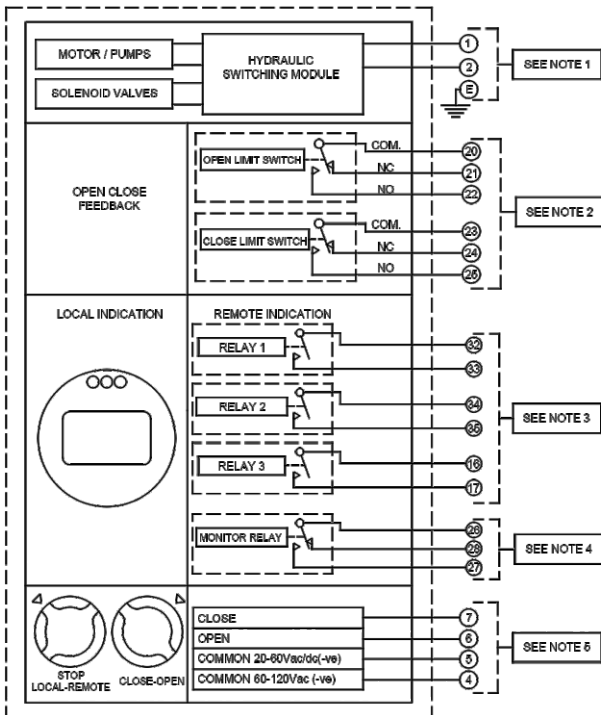 MOTOR / PUMPS
SOLENOID VALVES
HYDRAULIC
SWITCHING MODULE
1
2
E
SEE NOTE 1
OPEN CLOSE
FEEDBACK
OPEN LIMIT SWITCH
COM.
NC
NO
20
21
22
CLOSE LIMIT SWITCH
COM.
NC
NO
23
24
25
SEE NOTE 2
LOCAL INDICATION
REMOTE INDICATION
RELAY 1
32
33
RELAY 2
34
35
RELAY 3
16
17
SEE NOTE 3
MONITOR RELAY
26
28
27
SEE NOTE 4
STOP
LOCAL-REMOTE
CLOSE-OPEN
CLOSE
OPEN
COMMON 20-60Vac/dc(-ve)
COMMON 60-120Vac (-ve)
7
6
5
4
SEE NOTE 5